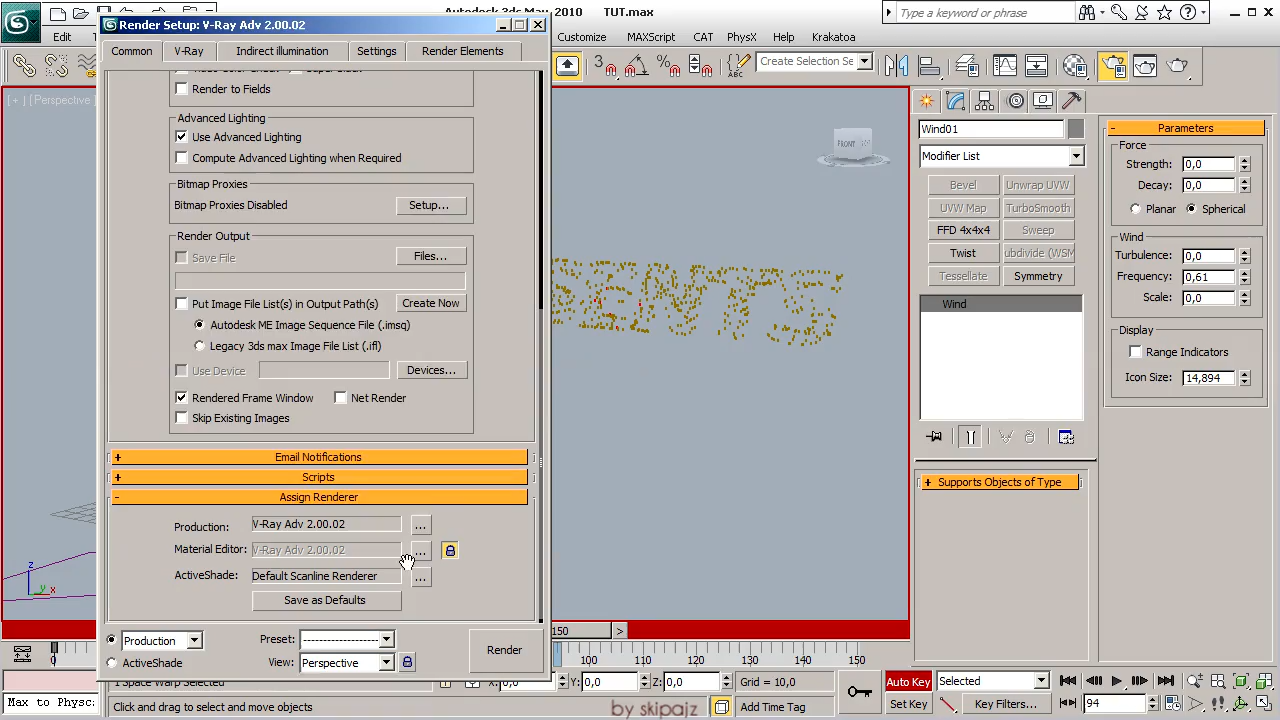 Render Setup: V-Ray Adv 2.00.02
Autodesk 3ds Max 2010 TUT.max
Type a keyword or phrase
Edit
Customize MAXScript CAT PhysX Help Krakatoa
Common V-Ray Indirect illumination Settings Render Elements
Create Selection Se
[ + ] [ Perspective ]
Render to Fields
Advanced Lighting
Use Advanced Lighting
Compute Advanced Lighting when Required
Bitmap Proxies
Bitmap Proxies Disabled Setup...
Render Output
Save File Files...
Put Image File List(s) in Output Path(s) Create Now
Autodesk ME Image Sequence File (.imsq)
Legacy 3ds max Image File List (.ifl)
Use Device Devices...
Rendered Frame Window Net Render
Skip Existing Images
+ Email Notifications
+ Scripts
- Assign Renderer
Production: V-Ray Adv 2.00.02 ...
Material Editor: V-Ray Adv 2.00.02 ...
ActiveShade: Default Scanline Renderer ...
Save as Defaults
Production Preset: -------------------
ActiveShade View: Perspective
Render
FRONT
ENTS
Wind01
Modifier List
Bevel Unwrap UVW
UVW Map TurboSmooth
FFD 4x4x4 Sweep
Twist ubdivide (WSM
Tessellate Symmetry
Wind
+ Supports Objects of Type
- Parameters
Force
Strength: 0,0
Decay: 0,0
Planar Spherical
Wind
Turbulence: 0,0
Frequency: 0,61
Scale: 0,0
Display
Range Indicators
Icon Size: 14,894
z y x
150 >
0 100 110 120 130 140 150
1 Space Warp Selected X: 0,0 Y: 0,0 Z: 0,0 Grid = 10,0
Auto Key Selected
Max to Physc: Click and drag to select and move objects
by skipajz
Add Time Tag
Set Key Key Filters... 94